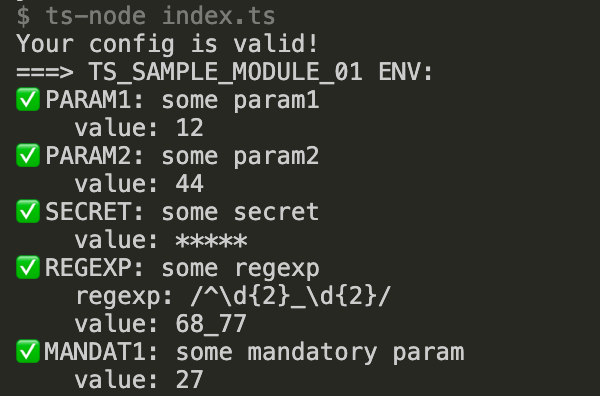 $ ts-node index.ts
Your config is valid!
===> TS_SAMPLE_MODULE_01 ENV:
✅PARAM1: some param1
    value: 12
✅PARAM2: some param2
    value: 44
✅SECRET: some secret
    value: *****
✅REGEXP: some regexp
    regexp: /^\d{2}_\d{2}/
    value: 68_77
✅MANDAT1: some mandatory param
    value: 27